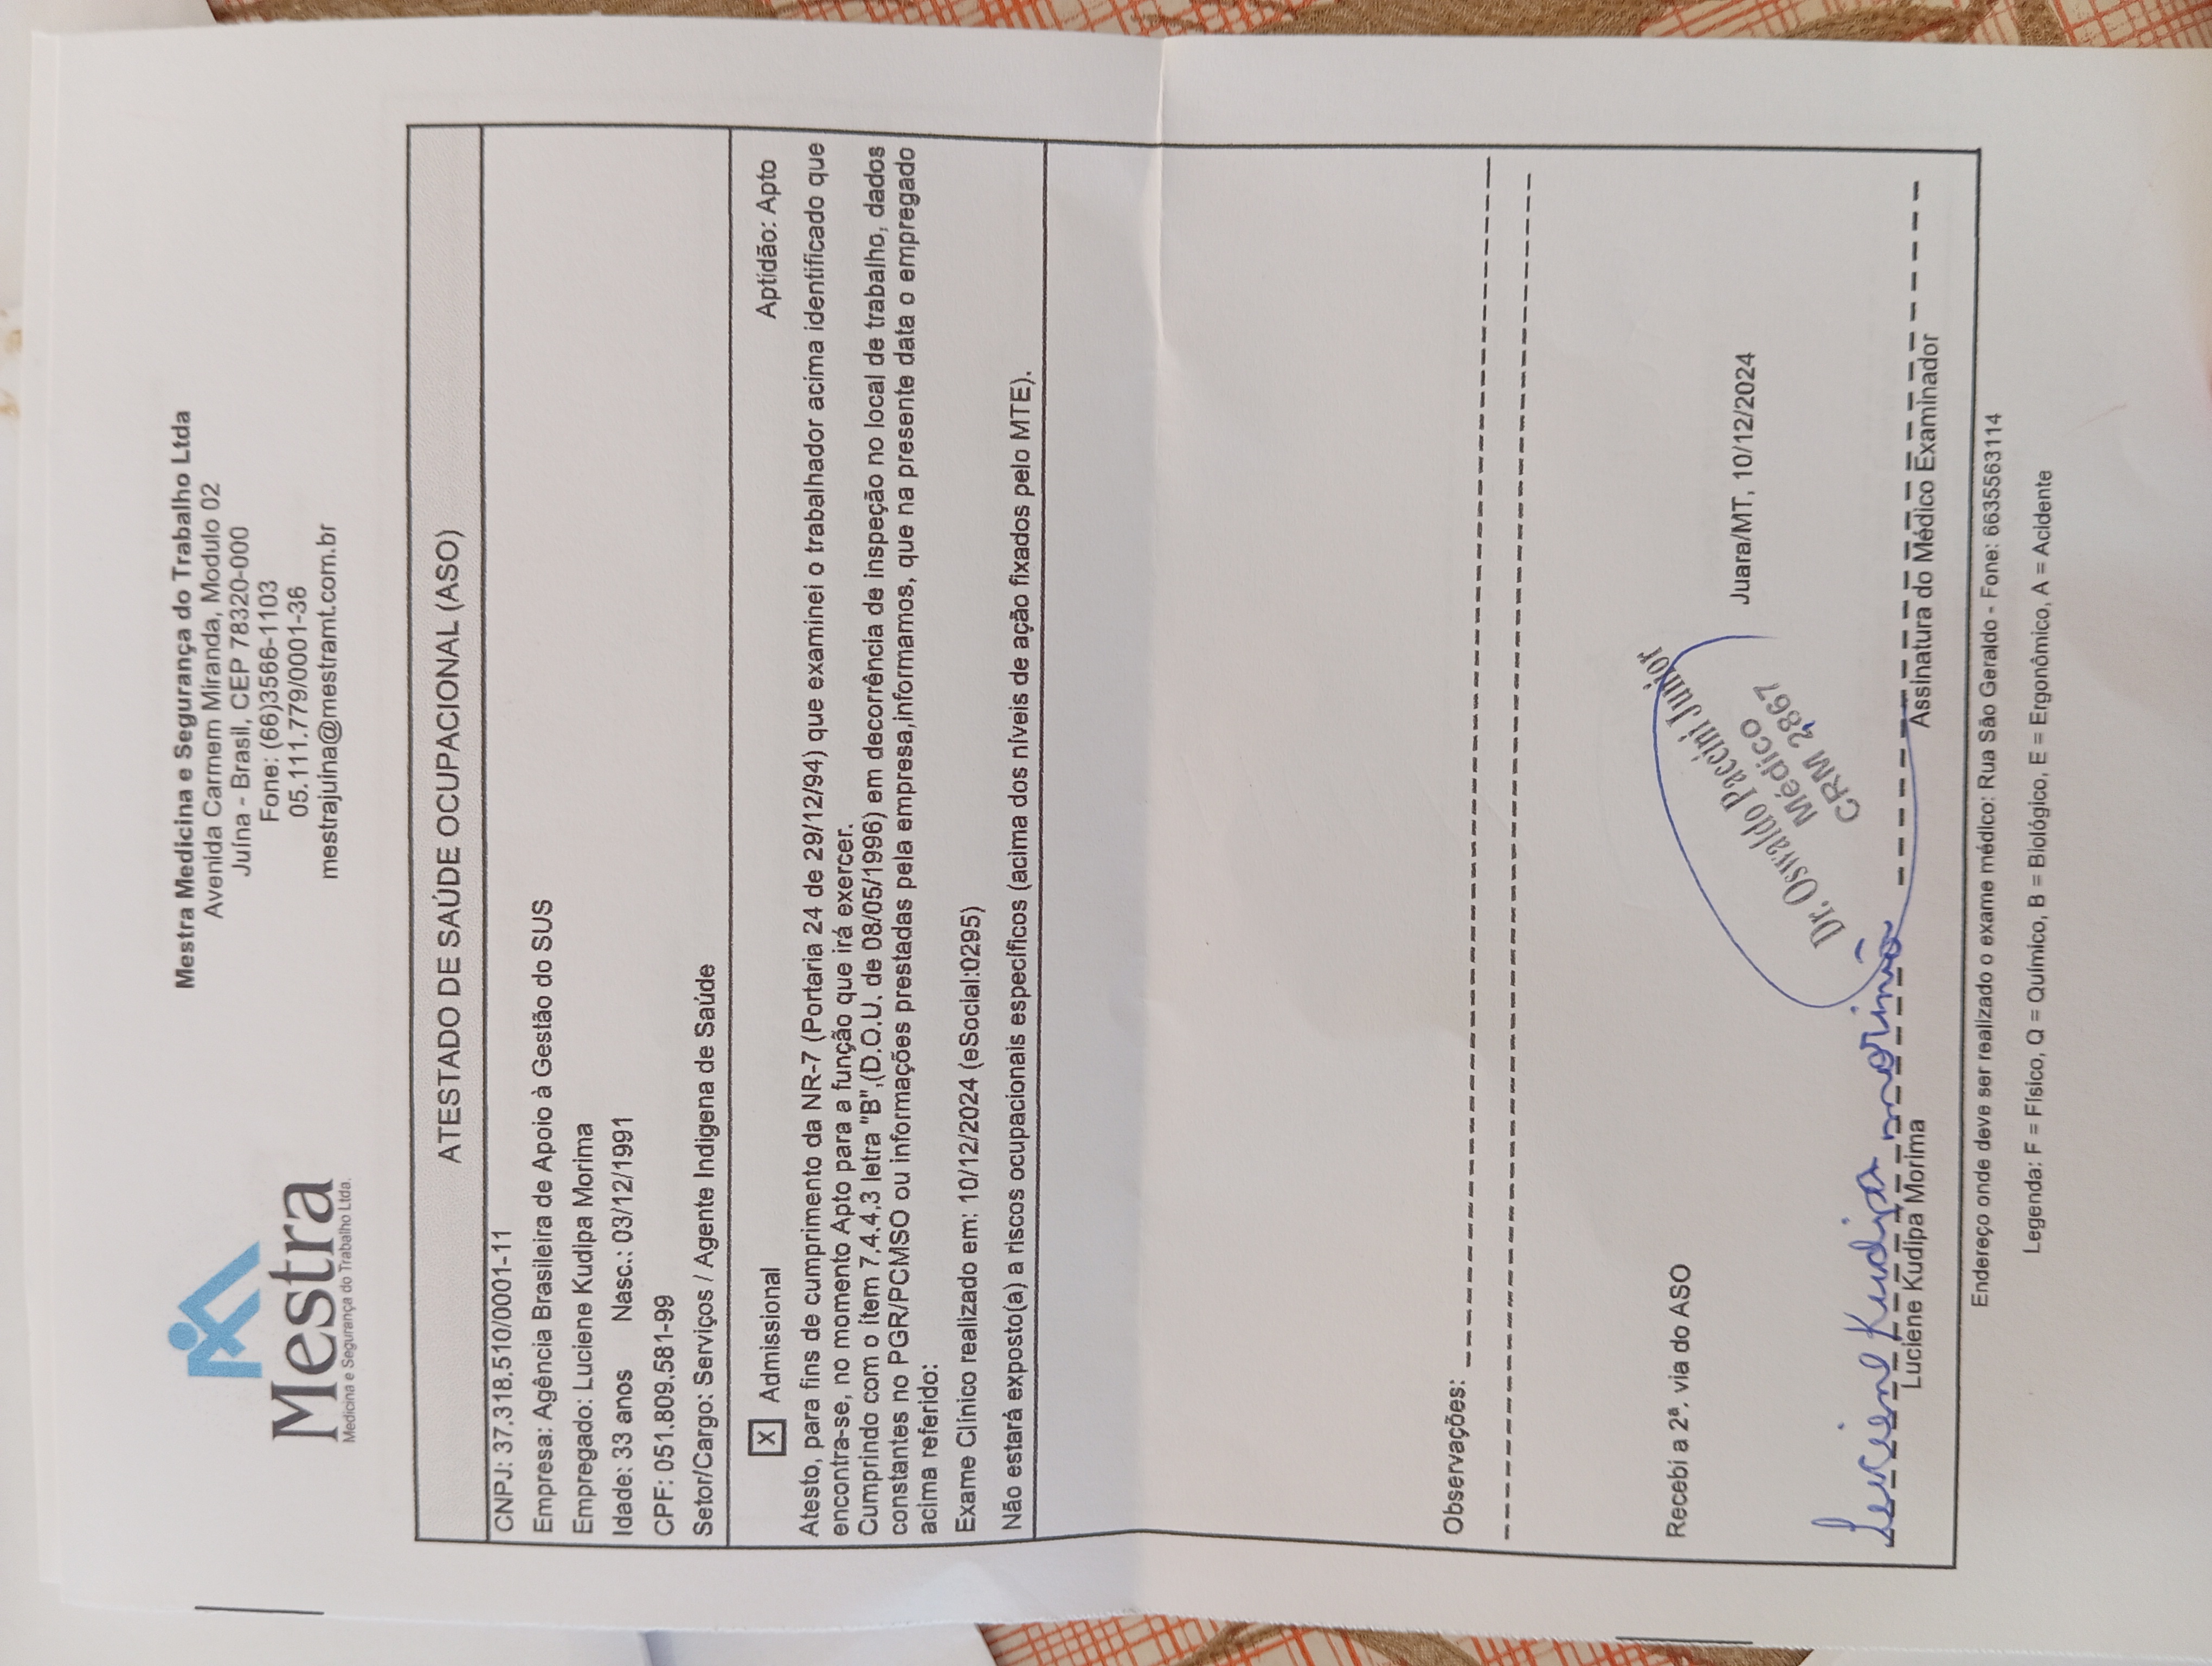 Mestra
Medicina e Segurança do Trabalho Ltda.
Mestra Medicina e Segurança do Trabalho Ltda
Avenida Carmem Miranda, Modulo 02
Juína - Brasil, CEP 78320-000
Fone: (66)3566-1103
05.111.779/0001-36
mestrajuina@mestramt.com.br
ATESTADO DE SAÚDE OCUPACIONAL (ASO)
CNPJ: 37.318.510/0001-11
Empresa: Agência Brasileira de Apoio à Gestão do SUS
Empregado: Luciene Kudipa Morima
Idade: 33 anos Nasc.: 03/12/1991
CPF: 051.809.581-99
Setor/Cargo: Serviços / Agente Indigena de Saúde
X Admissional Aptidão: Apto
Atesto, para fins de cumprimento da NR-7 (Portaria 24 de 29/12/94) que examinei o trabalhador acima identificado que
encontra-se, no momento Apto para a função que irá exercer.
Cumprindo com o ítem 7.4.4.3 letra "B",(D.O.U. de 08/05/1996) em decorrência de inspeção no local de trabalho, dados
constantes no PGR/PCMSO ou informações prestadas pela empresa,informamos, que na presente data o empregado
acima referido:
Exame Clínico realizado em: 10/12/2024 (eSocial:0295)
Não estará exposto(a) a riscos ocupacionais específicos (acima dos níveis de ação fixados pelo MTE).
Observações:
Recebi a 2ª. via do ASO
Dr. Oswaldo Paccini Junior
Médico
CRM 2867
Juara/MT, 10/12/2024
Luciene Kudipa morimã
Luciene Kudipa Morima
Assinatura do Médico Examinador
Endereço onde deve ser realizado o exame médico: Rua São Geraldo - Fone: 6635563114
Legenda: F = Físico, Q = Químico, B = Biológico, E = Ergonômico, A = Acidente